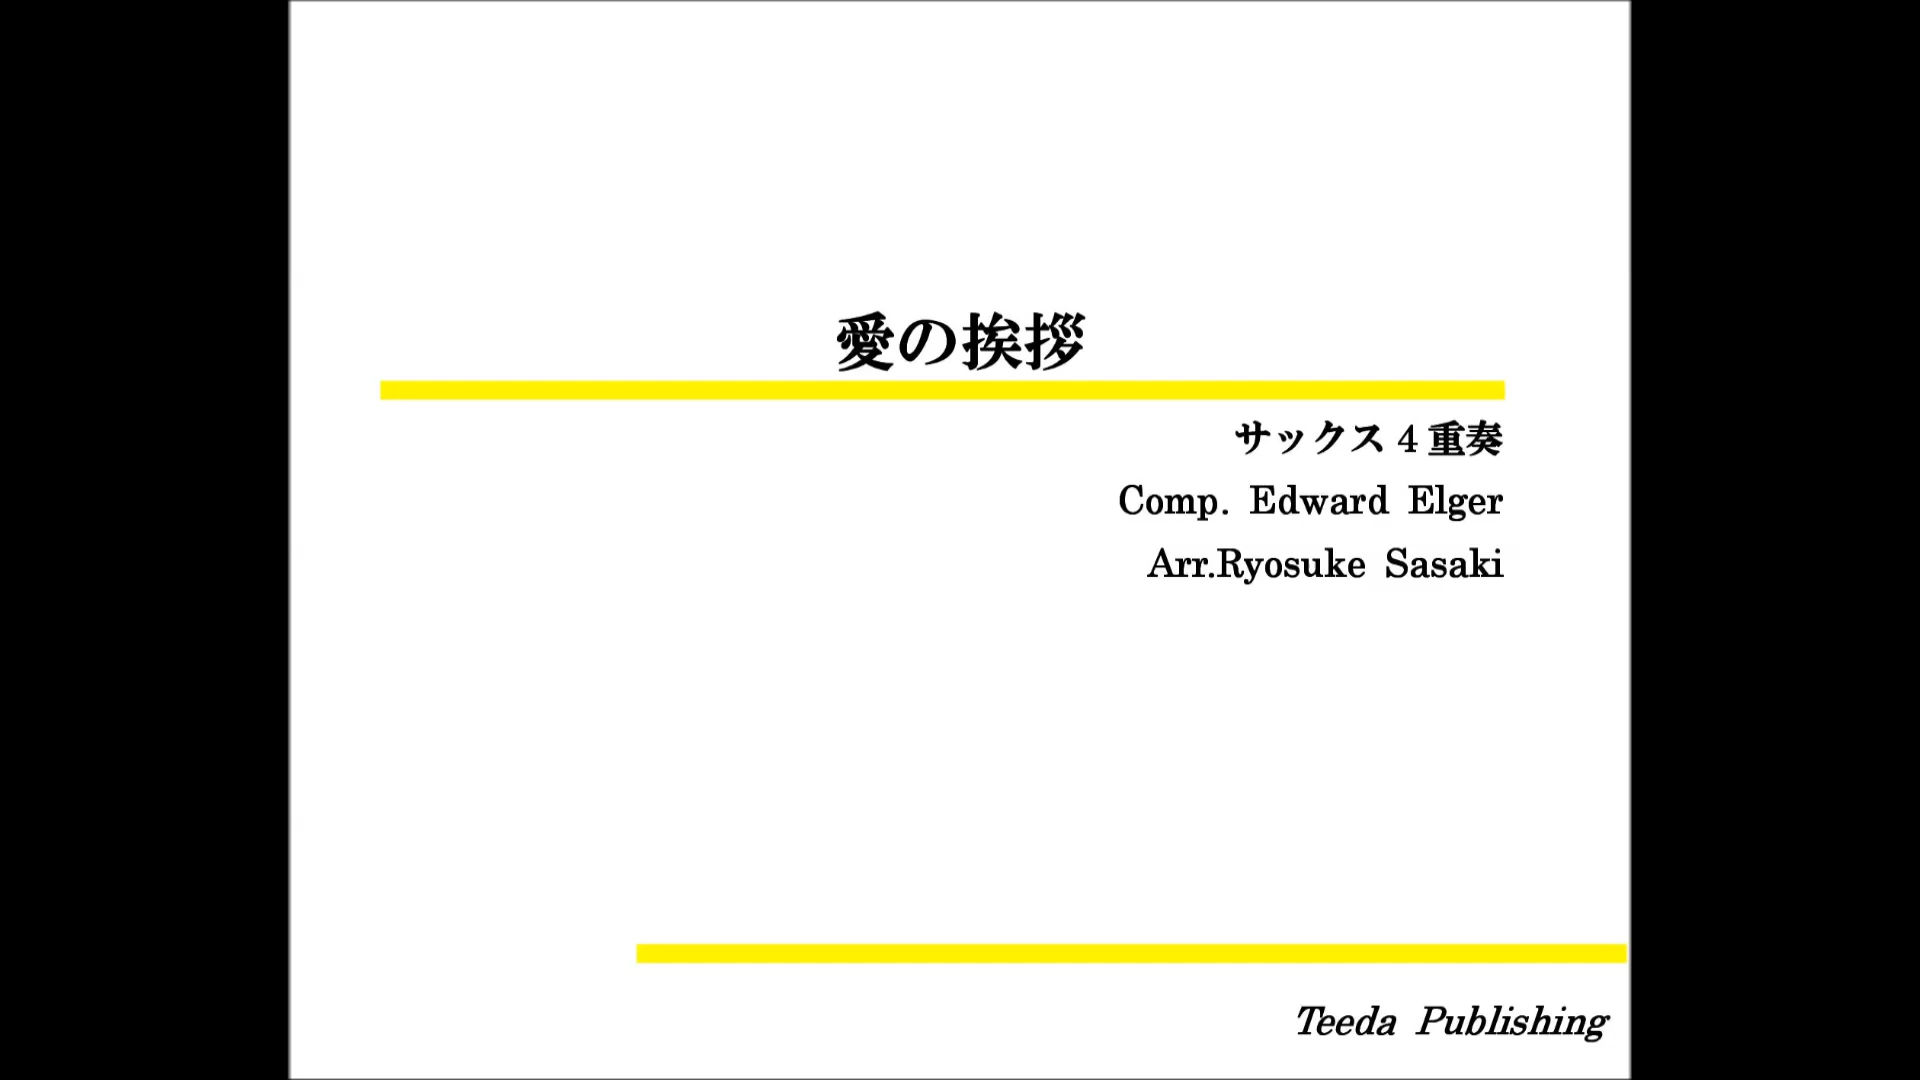 愛の挨拶
サックス4重奏
Comp. Edward Elger
Arr.Ryosuke Sasaki
Teeda Publishing